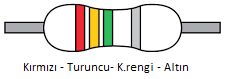 Kırmızı - Turuncu- K.rengi - Altın